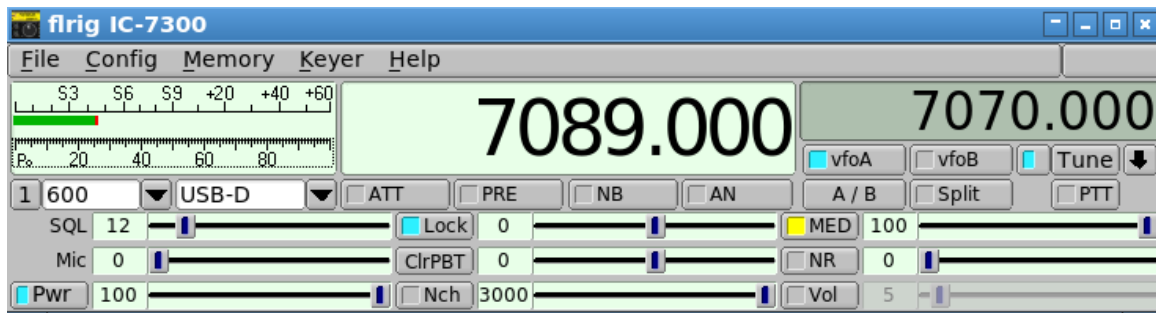 flrig IC-7300
File Config Memory Keyer Help
S3 S6 S9 +20 +40 +60
7089.000
7070.000
Po 20 40 60 80
vfoA vfoB Tune
1 600 USB-D ATT PRE NB AN A / B Split PTT
SQL 12 Lock 0 MED 100
Mic 0 ClrPBT 0 NR 0
Pwr 100 Nch 3000 Vol 5